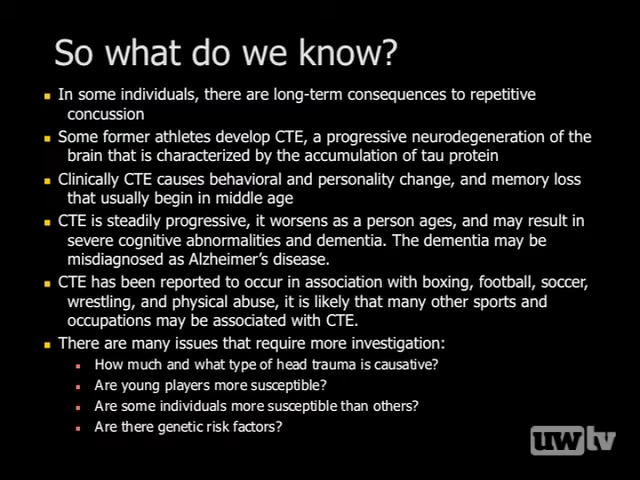 So what do we know?
In some individuals, there are long-term consequences to repetitive
concussion
Some former athletes develop CTE, a progressive neurodegeneration of the
brain that is characterized by the accumulation of tau protein
Clinically CTE causes behavioral and personality change, and memory loss
that usually begin in middle age
CTE is steadily progressive, it worsens as a person ages, and may result in
severe cognitive abnormalities and dementia. The dementia may be
misdiagnosed as Alzheimer's disease.
CTE has been reported to occur in association with boxing, football, soccer,
wrestling, and physical abuse, it is likely that many other sports and
occupations may be associated with CTE.
There are many issues that require more investigation:
How much and what type of head trauma is causative?
Are young players more susceptible?
Are some individuals more susceptible than others?
Are there genetic risk factors?
uwtv